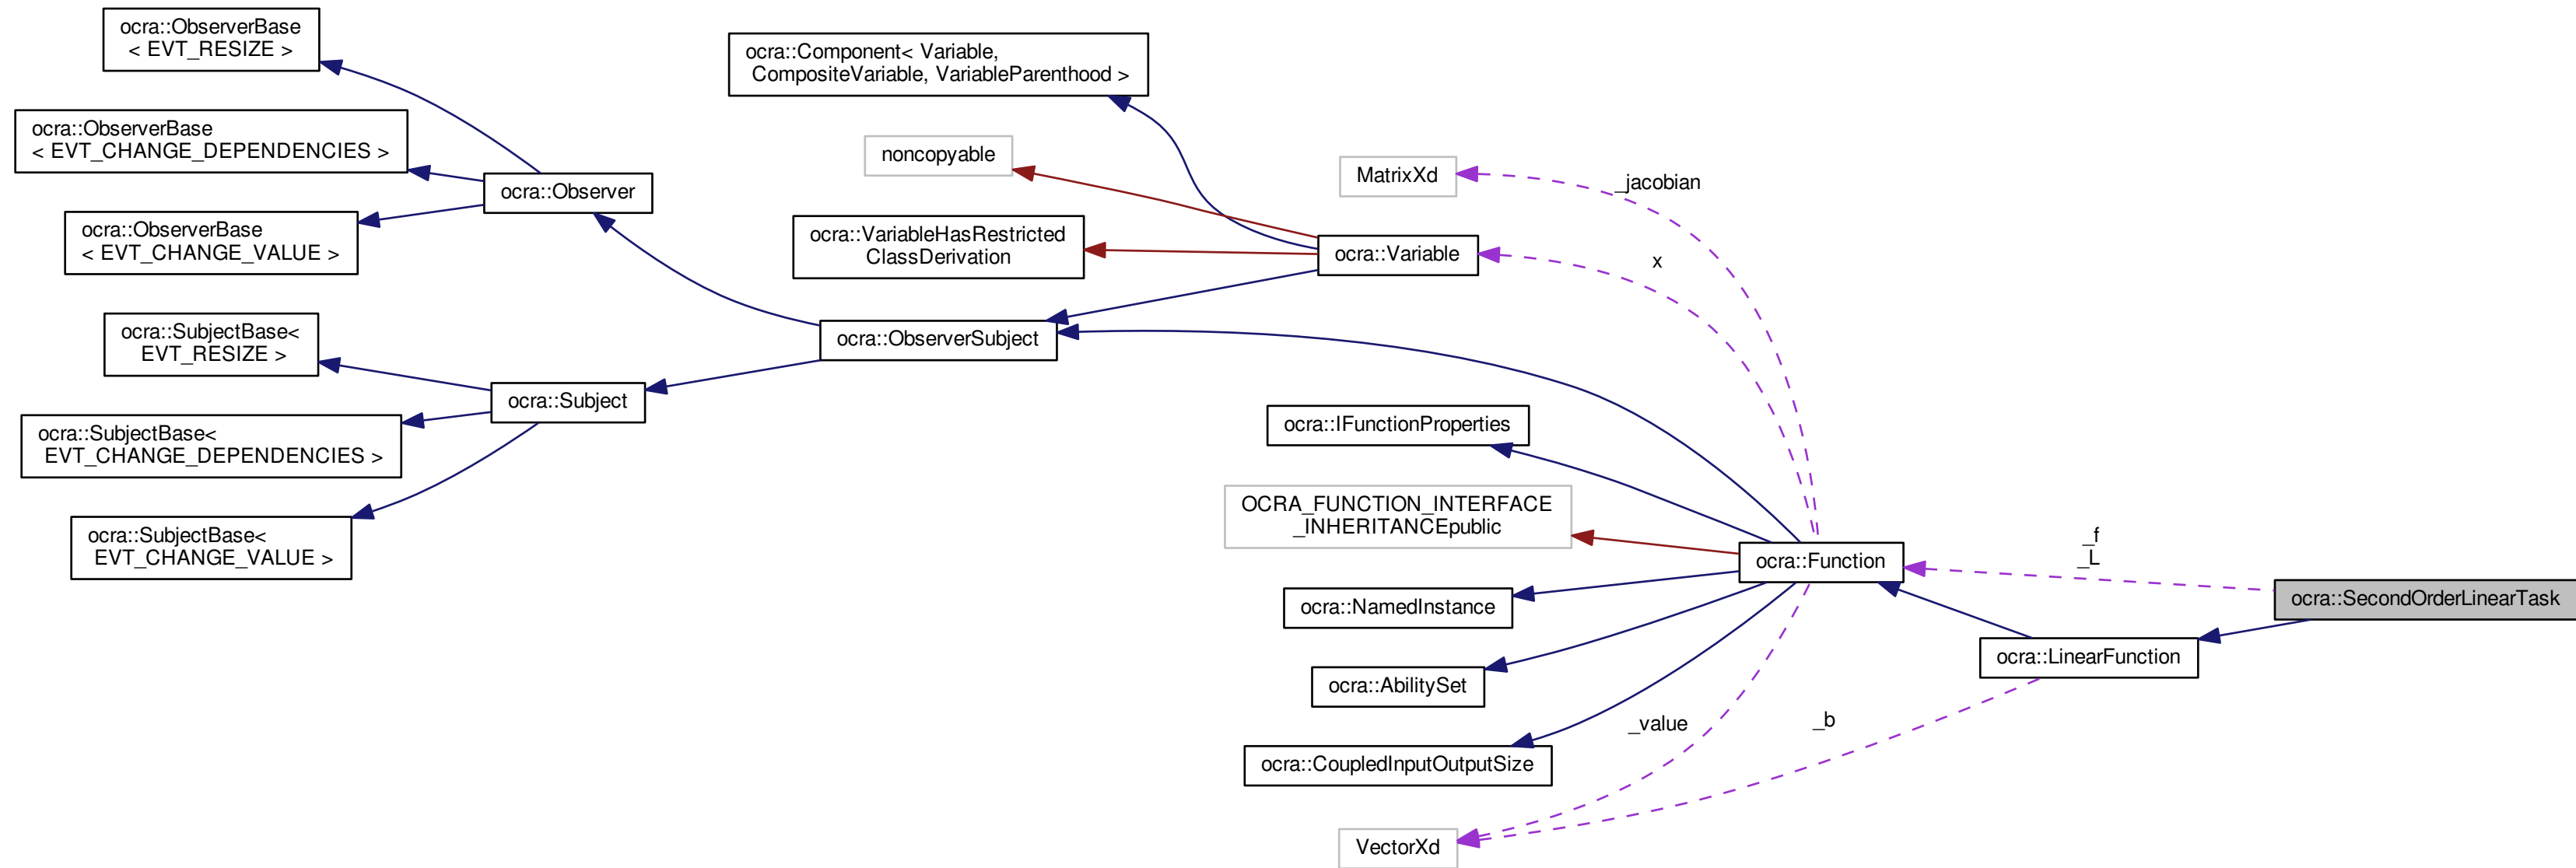 ocra::ObserverBase
< EVT_RESIZE >
ocra::ObserverBase
< EVT_CHANGE_DEPENDENCIES >
ocra::ObserverBase
< EVT_CHANGE_VALUE >
ocra::SubjectBase<
EVT_RESIZE >
ocra::SubjectBase<
EVT_CHANGE_DEPENDENCIES >
ocra::SubjectBase<
EVT_CHANGE_VALUE >
ocra::Observer
ocra::Subject
ocra::Component< Variable,
CompositeVariable, VariableParenthood >
noncopyable
ocra::VariableHasRestricted
ClassDerivation
ocra::ObserverSubject
MatrixXd
ocra::Variable
ocra::IFunctionProperties
OCRA_FUNCTION_INTERFACE
_INHERITANCEpublic
ocra::NamedInstance
ocra::AbilitySet
ocra::CoupledInputOutputSize
VectorXd
_jacobian
x
_value
_b
ocra::Function
_f
_L
ocra::LinearFunction
ocra::SecondOrderLinearTask